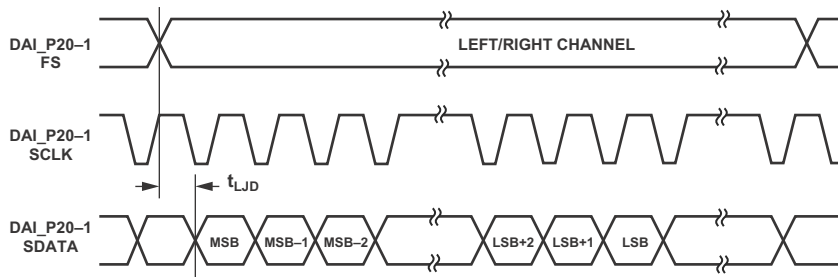 DAI_P20–1
FS
LEFT/RIGHT CHANNEL
DAI_P20–1
SCLK
tLJD
DAI_P20–1
SDATA
MSB
MSB–1
MSB–2
LSB+2
LSB+1
LSB